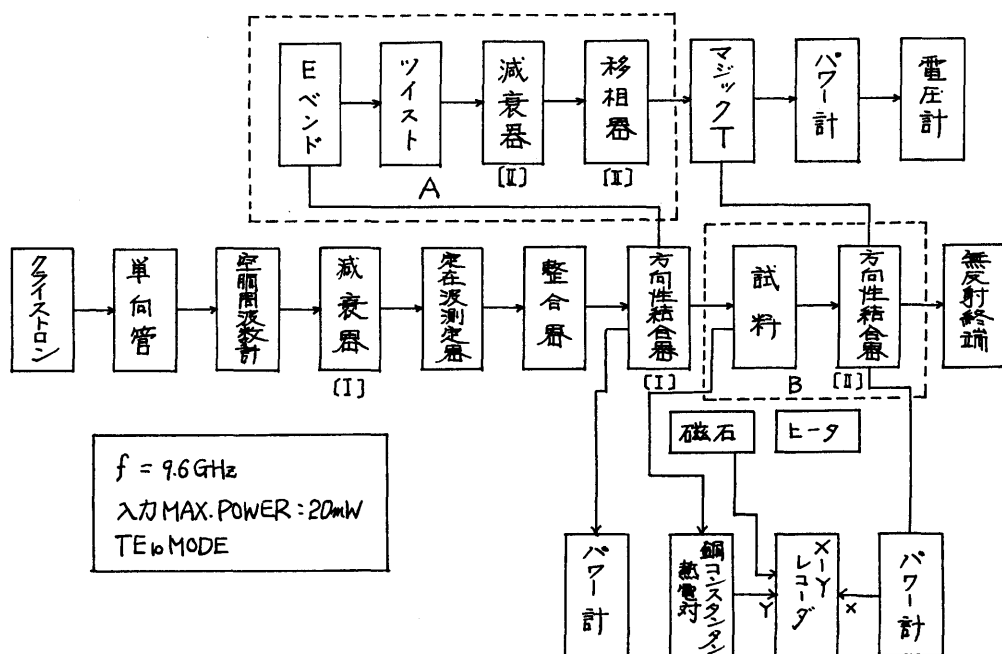 Eベンド
ツイスト
減衰器
[II]
移相器
[II]
マジックT
パワー計
電圧計
A
クライストロン
単向管
空胴周波数計
減衰器
[I]
定在波測定器
整合器
方向性結合器
[I]
試料
方向性結合器
B
[II]
無反射終端
磁石
ヒータ
f = 9.6GHz
入力MAX.POWER:20mW
TE10 MODE
パワー計
銅コンスタンタン
熱電対
Y
X-Y
レコーダ
X
パワー計